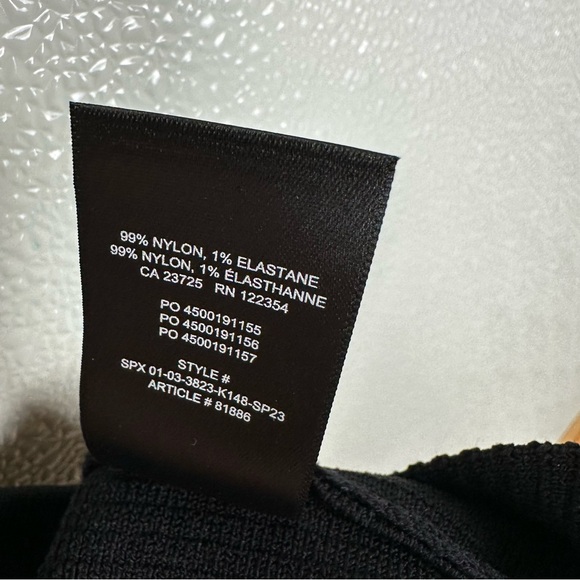 99% NYLON, 1% ELASTANE
99% NYLON, 1% ÉLASTHANNE
CA 23725 RN 122354
PO 4500191155
PO 4500191156
PO 4500191157
STYLE #
SPX 01-03-3823-K148-SP23
ARTICLE # 81886